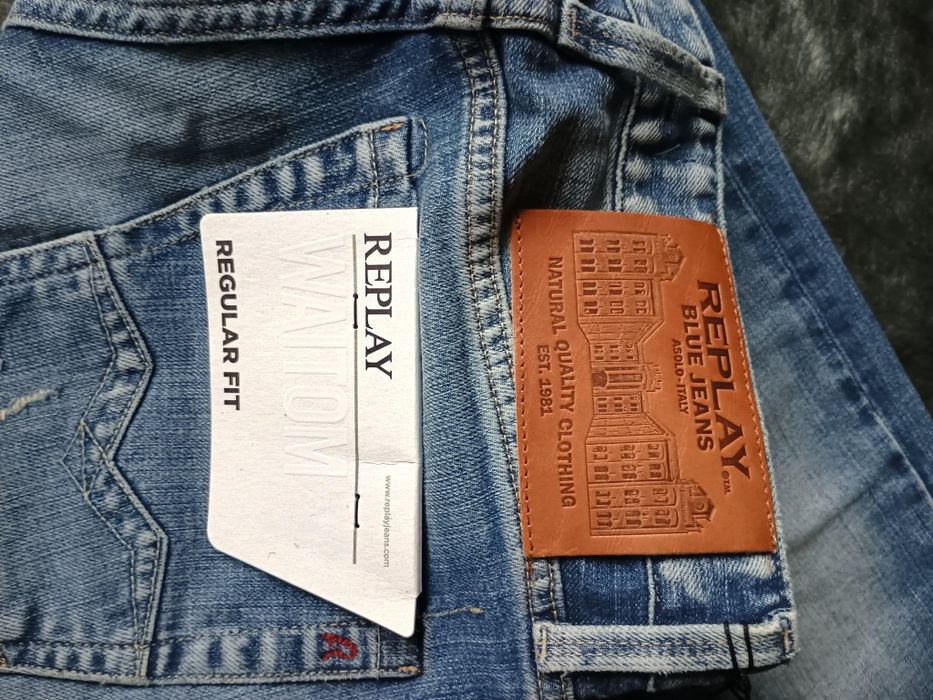 REPLAY
www.replayjeans.com
WAITOM
REGULAR FIT
REPLAY
BLUE JEANS
ASOLO-ITALY
NATURAL QUALITY CLOTHING
EST. 1981
R